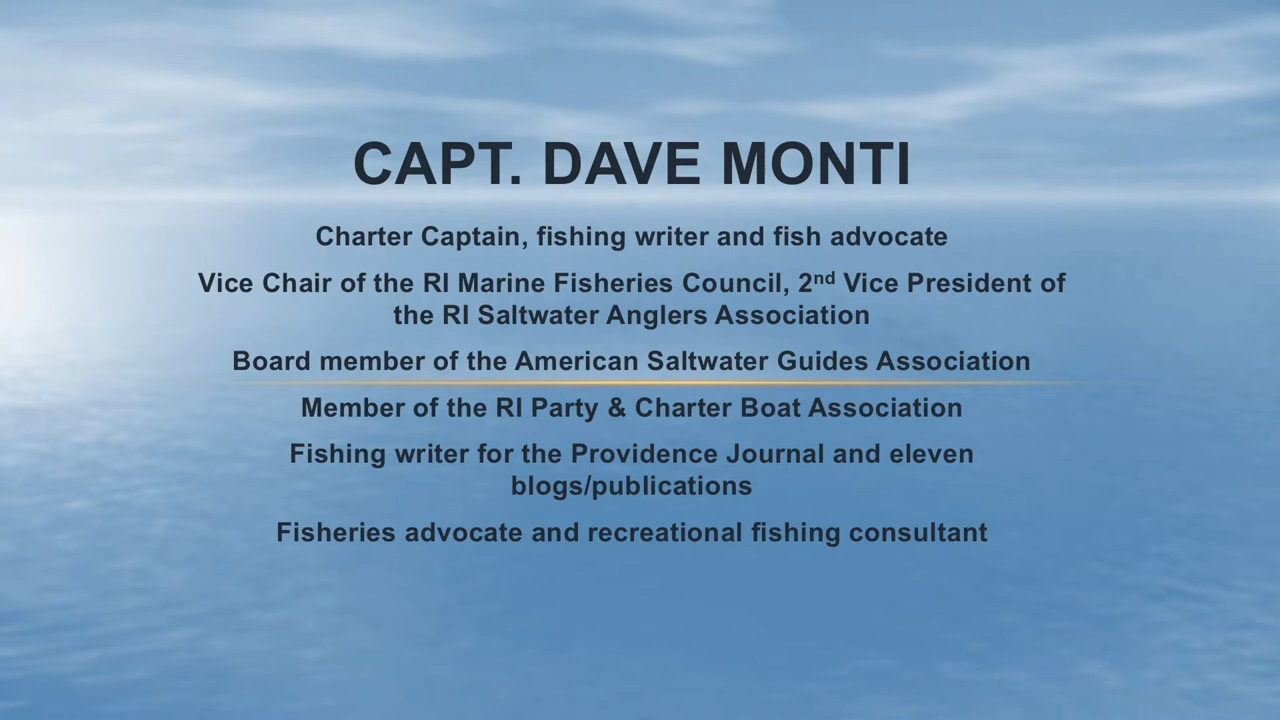 CAPT. DAVE MONTI
Charter Captain, fishing writer and fish advocate
Vice Chair of the RI Marine Fisheries Council, 2nd Vice President of
the RI Saltwater Anglers Association
Board member of the American Saltwater Guides Association
Member of the RI Party & Charter Boat Association
Fishing writer for the Providence Journal and eleven
blogs/publications
Fisheries advocate and recreational fishing consultant